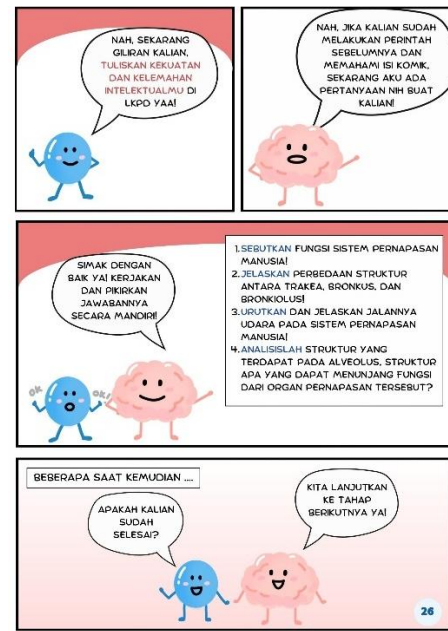 NAH, SEKARANG
GILIRAN KALIAN,
TULISKAN KEKUATAN
DAN KELEMAHAN
INTELEKTUALMU DI
LKPD YAA!
NAH, JIKA KALIAN SUDAH
MELAKUKAN PERINTAH
SEBELUMNYA DAN
MEMAHAMI ISI KOMIK,
SEKARANG AKU ADA
PERTANYAAN NIH BUAT
KALIAN!
SIMAK DENGAN
BAIK YA! KERJAKAN
DAN PIKIRKAN
JAWABANNYA
SECARA MANDIRI!
OK
OK!
1. SEBUTKAN FUNGSI SISTEM PERNAPASAN
MANUSIA!
2. JELASKAN PERBEDAAN STRUKTUR
ANTARA TRAKEA, BRONKUS, DAN
BRONKIOLUS!
3. URUTKAN DAN JELASKAN JALANNYA
UDARA PADA SISTEM PERNAPASAN
MANUSIA!
4. ANALISISLAH STRUKTUR YANG
TERDAPAT PADA ALVEOLUS, STRUKTUR
APA YANG DAPAT MENUNJANG FUNGSI
DARI ORGAN PERNAPASAN TERSEBUT?
BEBERAPA SAAT KEMUDIAN ....
APAKAH KALIAN
SUDAH
SELESAI?
KITA LANJUTKAN
KE TAHAP
BERIKUTNYA YA!
26